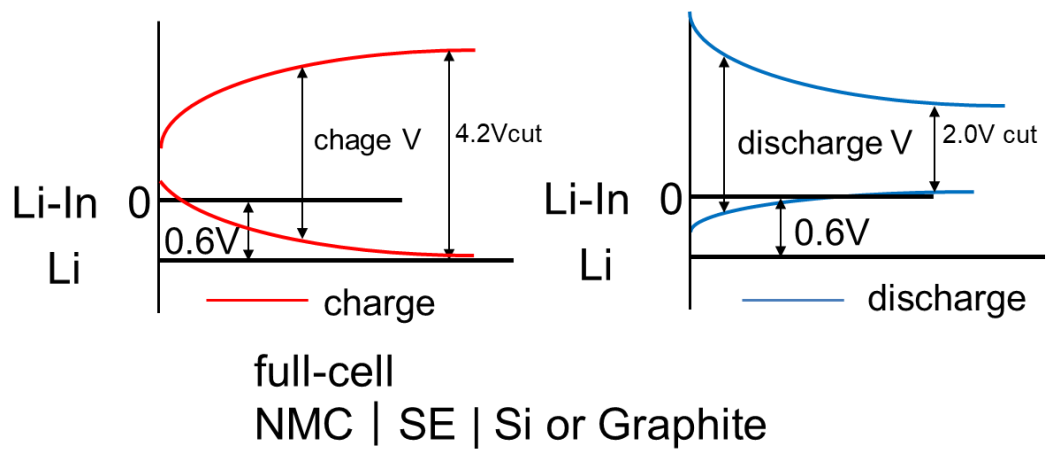 chage V
4.2Vcut
Li-In 0
0.6V
Li
charge
discharge V
2.0V cut
Li-In 0
0.6V
Li
discharge
full-cell
NMC | SE | Si or Graphite